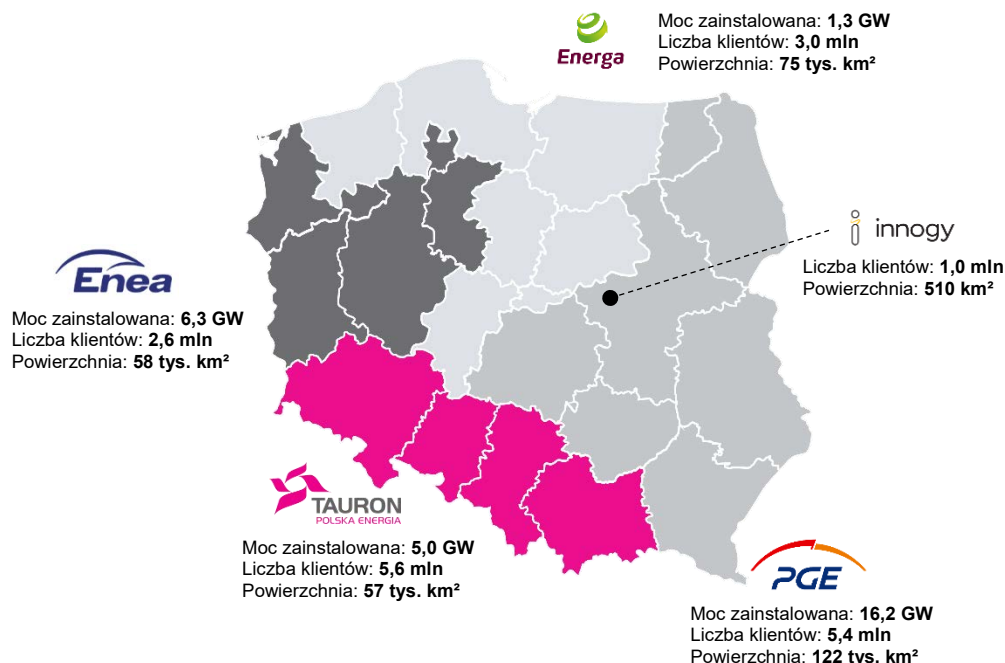 Energa
Moc zainstalowana: 1,3 GW
Liczba klientów: 3,0 mln
Powierzchnia: 75 tys. km²
innogy
Liczba klientów: 1,0 mln
Powierzchnia: 510 km²
Enea
Moc zainstalowana: 6,3 GW
Liczba klientów: 2,6 mln
Powierzchnia: 58 tys. km²
TAURON
POLSKA ENERGIA
Moc zainstalowana: 5,0 GW
Liczba klientów: 5,6 mln
Powierzchnia: 57 tys. km²
PGE
Moc zainstalowana: 16,2 GW
Liczba klientów: 5,4 mln
Powierzchnia: 122 tys. km²